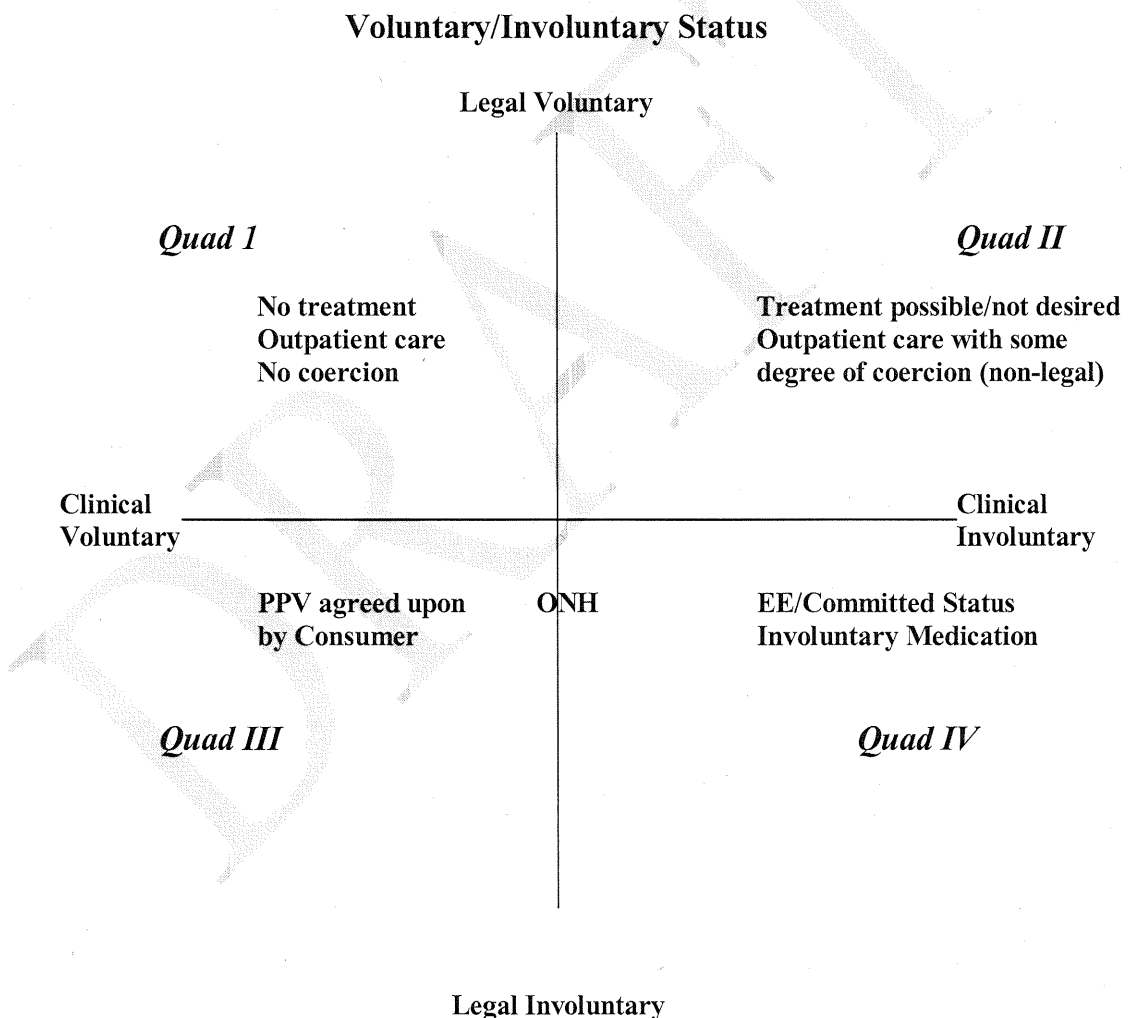 Voluntary/Involuntary Status
Legal Voluntary
Quad 1
Quad II
No treatment
Outpatient care
No coercion
Treatment possible/not desired
Outpatient care with some
degree of coercion (non-legal)
Clinical
Voluntary
Clinical
Involuntary
PPV agreed upon
by Consumer
ONH
EE/Committed Status
Involuntary Medication
Quad III
Quad IV
Legal Involuntary
DRAFT